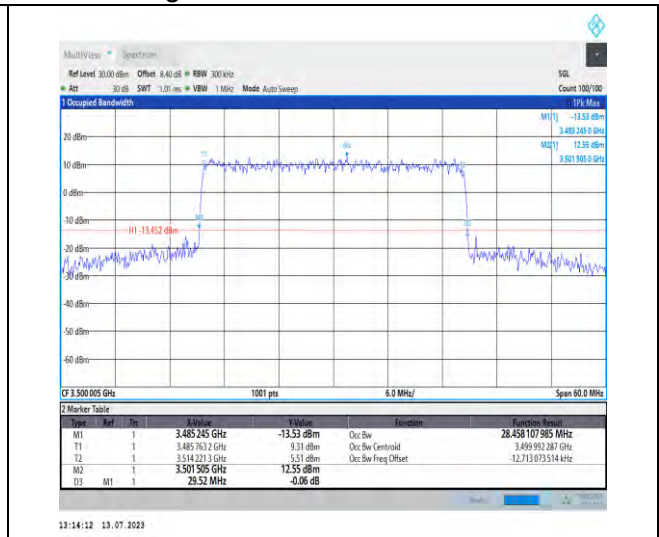 MultiView Spectrum
Ref Level 30.00 dBm Offset 8.40 dB RBW 300 kHz SGL
Att 30 dB SWT 1.01 ms VBW 1 MHz Mode Auto Sweep Count 100/100
1 Occupied Bandwidth 1Pk Max
M1[1] -13.53 dBm
3.485 245 0 GHz
20 dBm M2[1] 12.55 dBm
3.501 505 0 GHz
M2
T1
10 dBm
0 dBm
-10 dBm
M1
D3
H1 -13.452 dBm
-20 dBm
-30 dBm
-40 dBm
-50 dBm
-60 dBm
CF 3.500 005 GHz 1001 pts 6.0 MHz/ Span 60.0 MHz
2 Marker Table
Type Ref Trc X-Value Y-Value Function Function Result
M1 1 3.485 245 GHz -13.53 dBm Occ Bw 28.458 107 985 MHz
T1 1 3.485 763 2 GHz 9.31 dBm Occ Bw Centroid 3.499 992 287 GHz
T2 1 3.514 221 3 GHz 5.51 dBm Occ Bw Freq Offset -12.713 073 514 kHz
M2 1 3.501 505 GHz 12.55 dBm
D3 M1 1 29.52 MHz -0.06 dB
13:14:12 13.07.2023